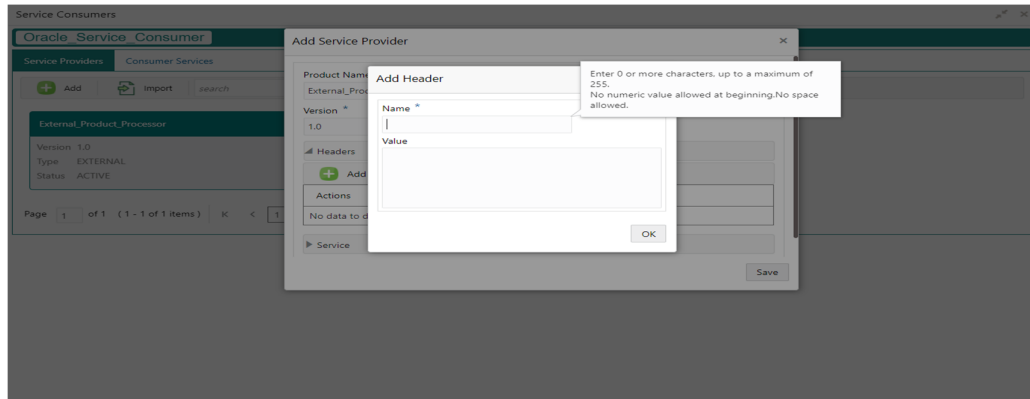 Service Consumers
Oracle_Service_Consumer
Service Providers Consumer Services
Add Import search
External_Product_Processor
Version 1.0
Type EXTERNAL
Status ACTIVE
Page 1 of 1 (1 - 1 of 1 items) K < 1
Add Service Provider
Product Name
External_Proc
Version *
1.0
Headers
Add
Actions
No data to d
Service
Save
Add Header
Name *
Value
OK
Enter 0 or more characters, up to a maximum of
255.
No numeric value allowed at beginning.No space
allowed.